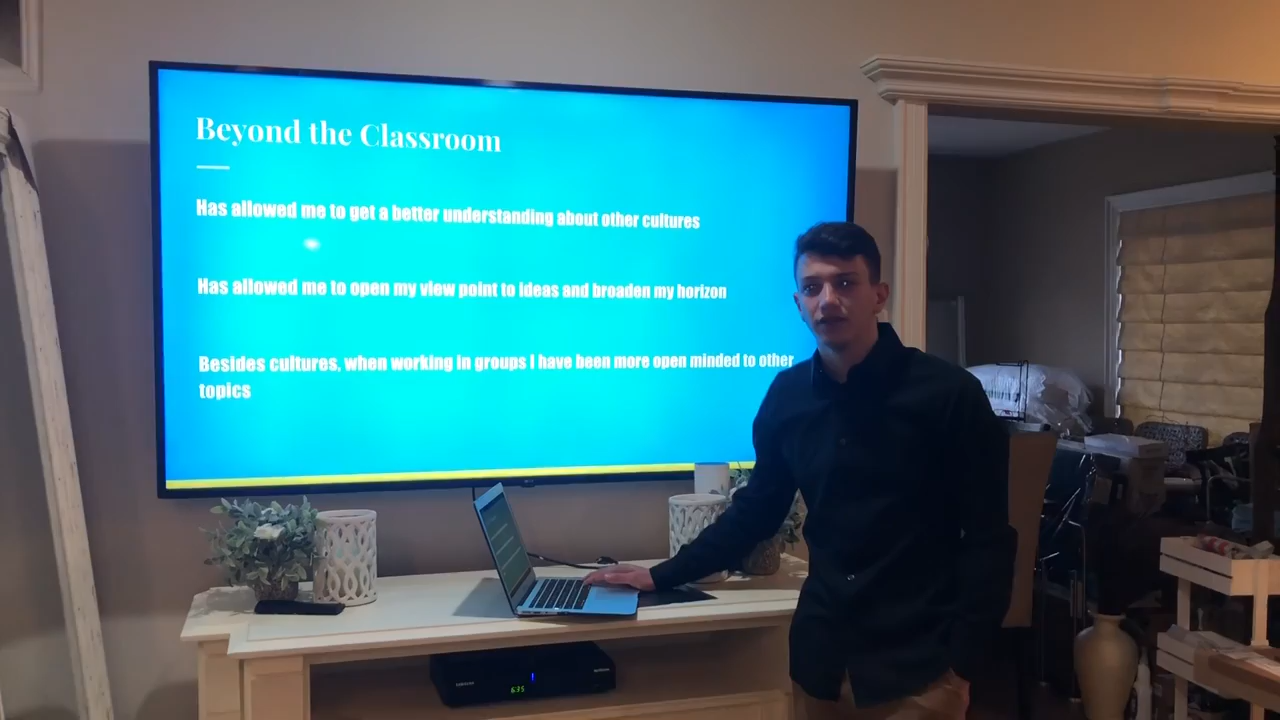 Beyond the Classroom
Has allowed me to get a better understanding about other cultures
Has allowed me to open my view point to ideas and broaden my horizon
Besides cultures, when working in groups I have been more open minded to other
topics
6:35